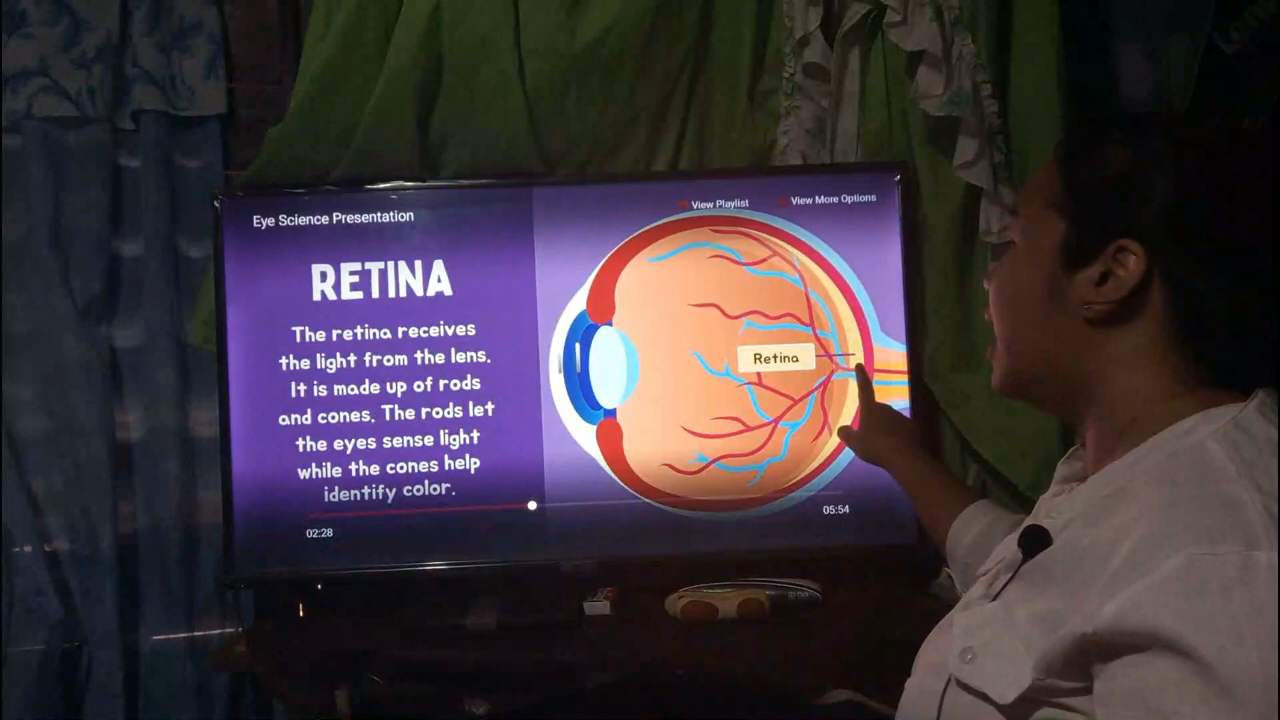 Eye Science Presentation
View Playlist
View More Options
RETINA
The retina receives
the light from the lens.
It is made up of rods
and cones. The rods let
the eyes sense light
while the cones help
identify color.
Retina
02:28
05:54